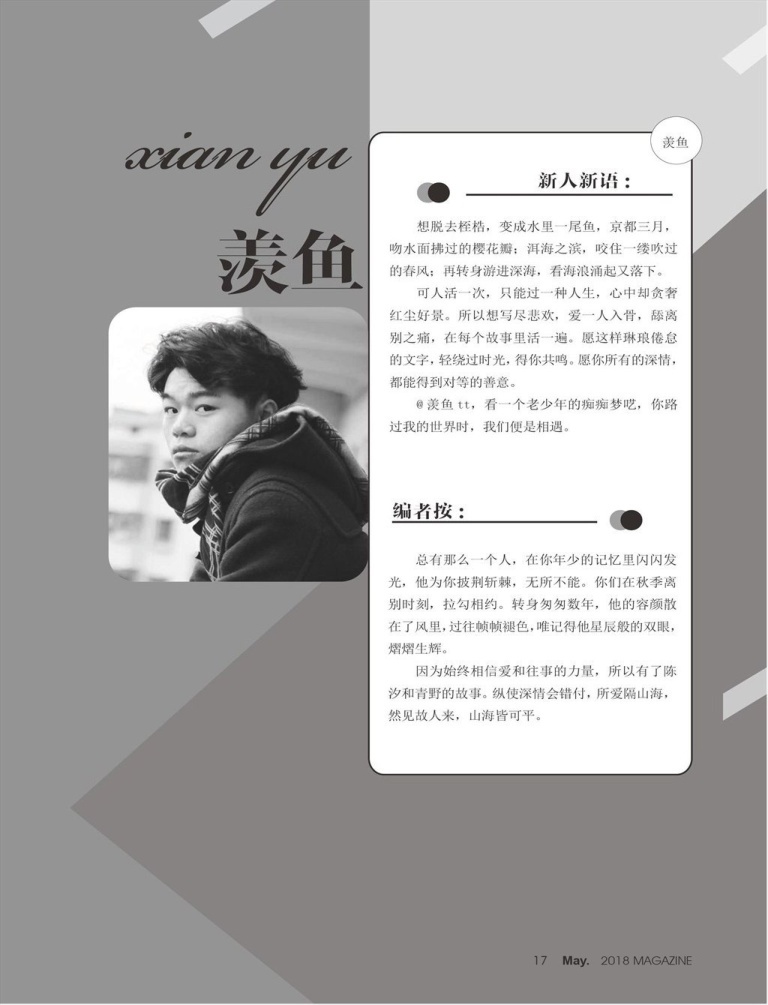 xian yu
羡鱼
羡鱼
新人新语：
想脱去桎梏，变成水里一尾鱼，京都三月，
吻水面拂过的樱花瓣；洱海之滨，咬住一缕吹过
的春风；再转身游进深海，看海浪涌起又落下。
可人活一次，只能过一种人生，心中却贪奢
红尘好景。所以想写尽悲欢，爱一人入骨，舔离
别之痛，在每个故事里活一遍。愿这样琳琅倦怠
的文字，轻绕过时光，得你共鸣。愿你所有的深情，
都能得到对等的善意。
@羡鱼tt，看一个老少年的痴痴梦呓，你路
过我的世界时，我们便是相遇。
编者按：
总有那么一个人，在你年少的记忆里闪闪发
光，他为你披荆斩棘，无所不能。你们在秋季离
别时刻，拉勾相约。转身匆匆数年，他的容颜散
在了风里，过往帧帧褪色，唯记得他星辰般的双眼，
熠熠生辉。
因为始终相信爱和往事的力量，所以有了陈
汐和青野的故事。纵使深情会错付，所爱隔山海，
然见故人来，山海皆可平。
17 May. 2018 MAGAZINE